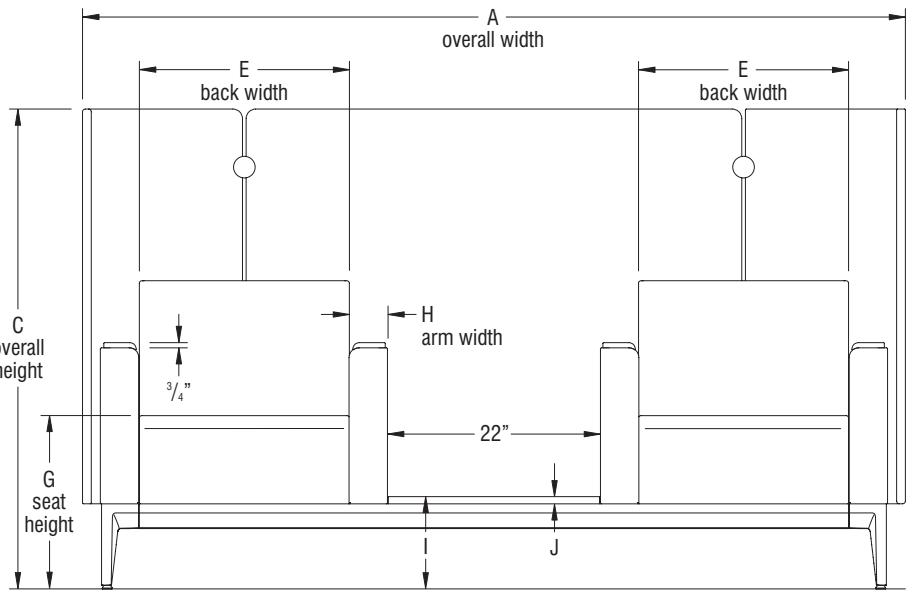 A
overall width
E
back width
E
back width
C
overall
height
H
arm width
3/4”
22”
G
seat
height
I
J